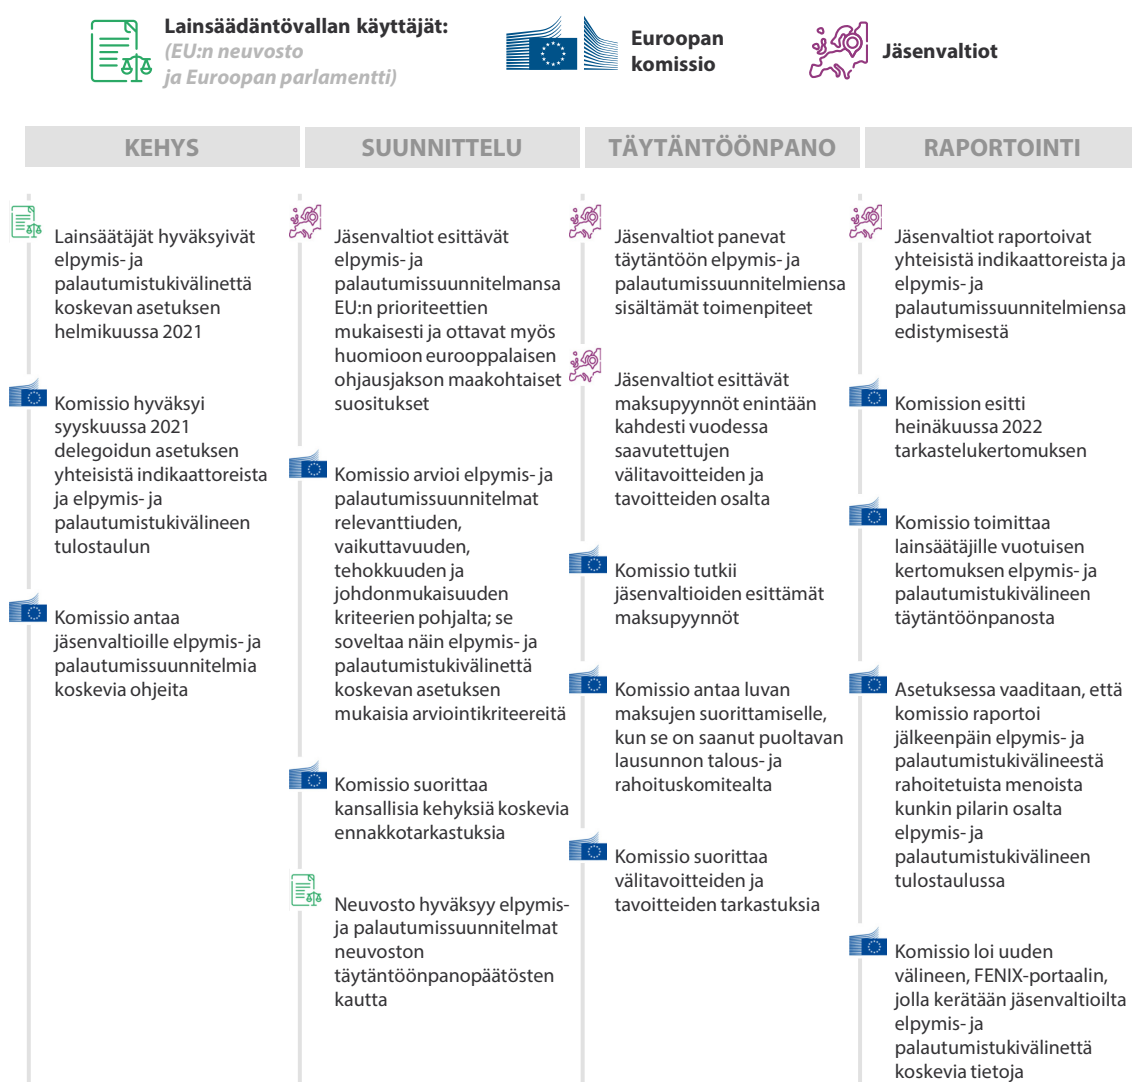 Lainsäädäntövallan käyttäjät:
(EU:n neuvosto
ja Euroopan parlamentti)
Euroopan
komissio
Jäsenvaltiot
KEHYS
SUUNNITTELU
TÄYTÄNTÖÖNPANO
RAPORTOINTI
Lainsäätäjät hyväksyivät
elpymis- ja
palautumistukivälinettä
koskevan asetuksen
helmikuussa 2021
Komissio hyväksyi
syyskuussa 2021
delegoidun asetuksen
yhteisistä indikaattoreista
ja elpymis- ja
palautumistukivälineen
tulostaulun
Komissio antaa
jäsenvaltioille elpymis- ja
palautumissuunnitelmia
koskevia ohjeita
Jäsenvaltiot esittävät
elpymis- ja
palautumissuunnitelmansa
EU:n prioriteettien
mukaisesti ja ottavat myös
huomioon eurooppalaisen
ohjausjakson maakohtaiset
suositukset
Komissio arvioi elpymis- ja
palautumissuunnitelmat
relevanttiuden,
vaikuttavuuden,
tehokkuuden ja
johdonmukaisuuden
kriteerien pohjalta; se
soveltaa näin elpymis- ja
palautumistukivälinettä
koskevan asetuksen
mukaisia arviointikriteereitä
Komissio suorittaa
kansallisia kehyksiä koskevia
ennakkotarkastuksia
Neuvosto hyväksyy elpymis-
ja palautumissuunnitelmat
neuvoston
täytäntöönpanopäätösten
kautta
Jäsenvaltiot panevat
täytäntöön elpymis- ja
palautumissuunnitelmiensa
sisältämät toimenpiteet
Jäsenvaltiot esittävät
maksupyynnöt enintään
kahdesti vuodessa
saavutettujen
välitavoitteiden ja
tavoitteiden osalta
Komissio tutkii
jäsenvaltioiden esittämät
maksupyynnöt
Komissio antaa luvan
maksujen suorittamiselle,
kun se on saanut puoltavan
lausunnon talous- ja
rahoituskomitealta
Komissio suorittaa
välitavoitteiden ja
tavoitteiden tarkastuksia
Jäsenvaltiot raportoivat
yhteisistä indikaattoreista ja
elpymis- ja
palautumissuunnitelmiensa
edistymisestä
Komission esitti
heinäkuussa 2022
tarkastelukertomuksen
Komissio toimittaa
lainsäätäjille vuotuisen
kertomuksen elpymis- ja
palautumistukivälineen
täytäntöönpanosta
Asetuksessa vaaditaan, että
komissio raportoi
jälkeenpäin elpymis- ja
palautumistukivälineestä
rahoitetuista menoista
kunkin pilarin osalta
elpymis- ja
palautumistukivälineen
tulostaulussa
Komissio loi uuden
välineen, FENIX-portaalin,
jolla kerätään jäsenvaltioilta
elpymis- ja
palautumistukivälinettä
koskevia tietoja